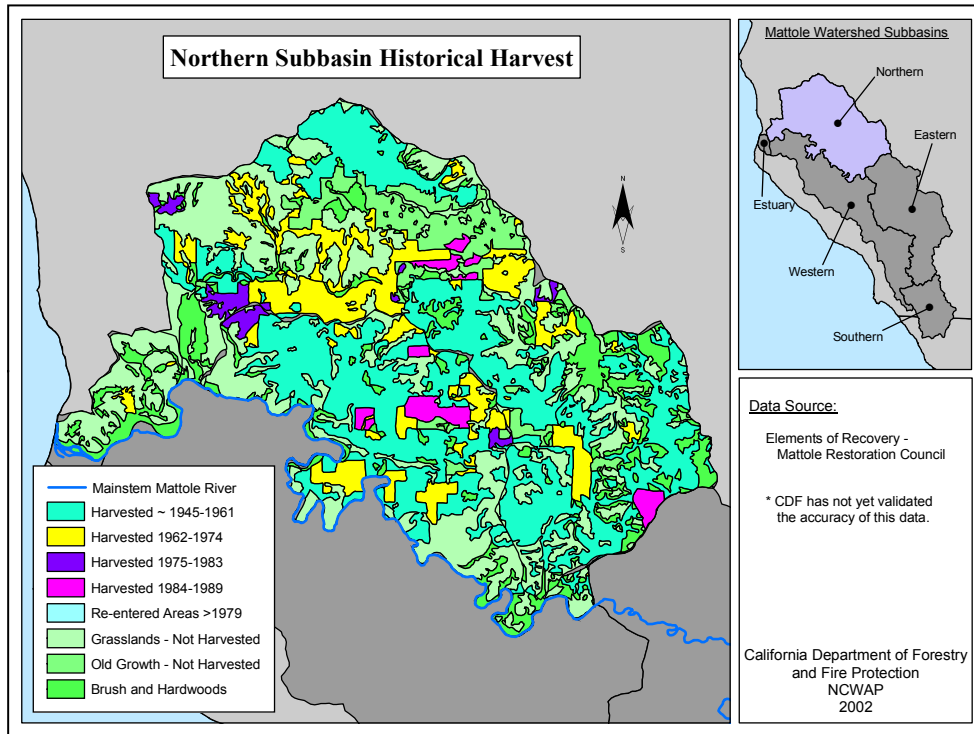 Northern Subbasin Historical Harvest
N
S
Mainstem Mattole River
Harvested ~ 1945-1961
Harvested 1962-1974
Harvested 1975-1983
Harvested 1984-1989
Re-entered Areas >1979
Grasslands - Not Harvested
Old Growth - Not Harvested
Brush and Hardwoods
Mattole Watershed Subbasins
Northern
Eastern
Estuary
Western
Southern
Data Source:
Elements of Recovery -
Mattole Restoration Council
* CDF has not yet validated
the accuracy of this data.
California Department of Forestry
and Fire Protection
NCWAP
2002